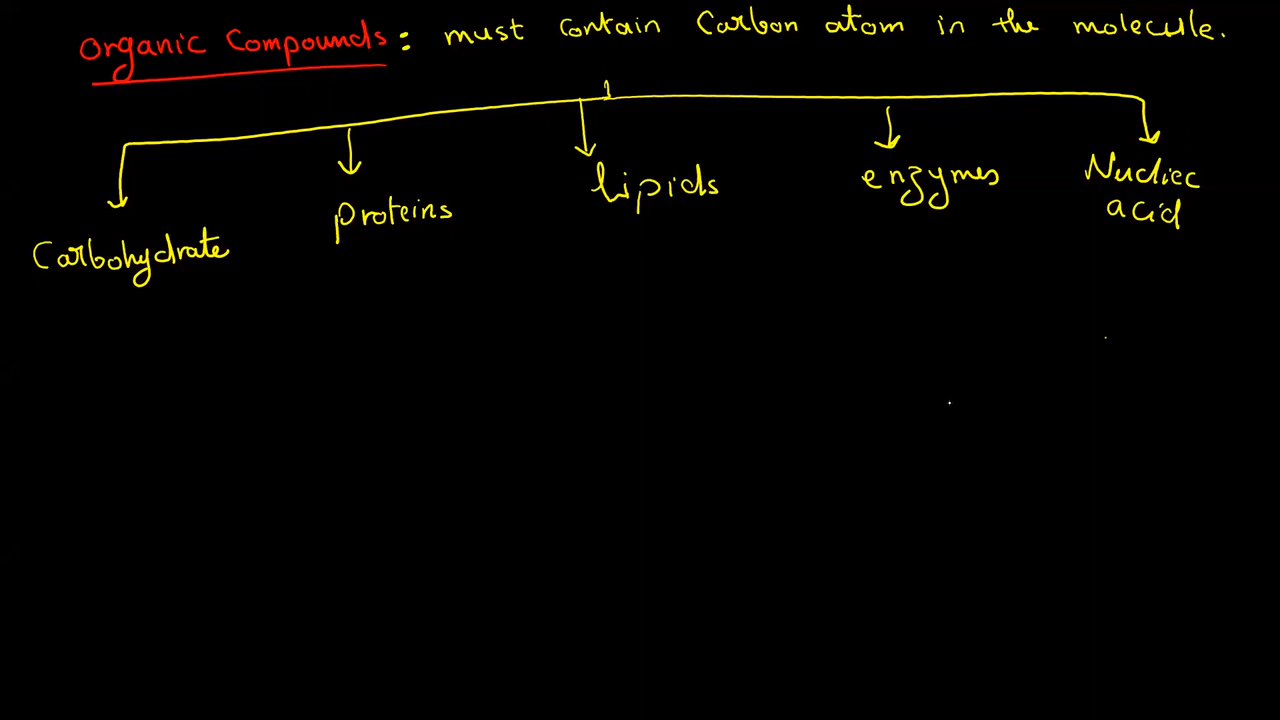 Organic Compounds: must contain Carbon atom in the molecule.
Carbohydrate
proteins
lipids
enzymes
Nucliec
acid